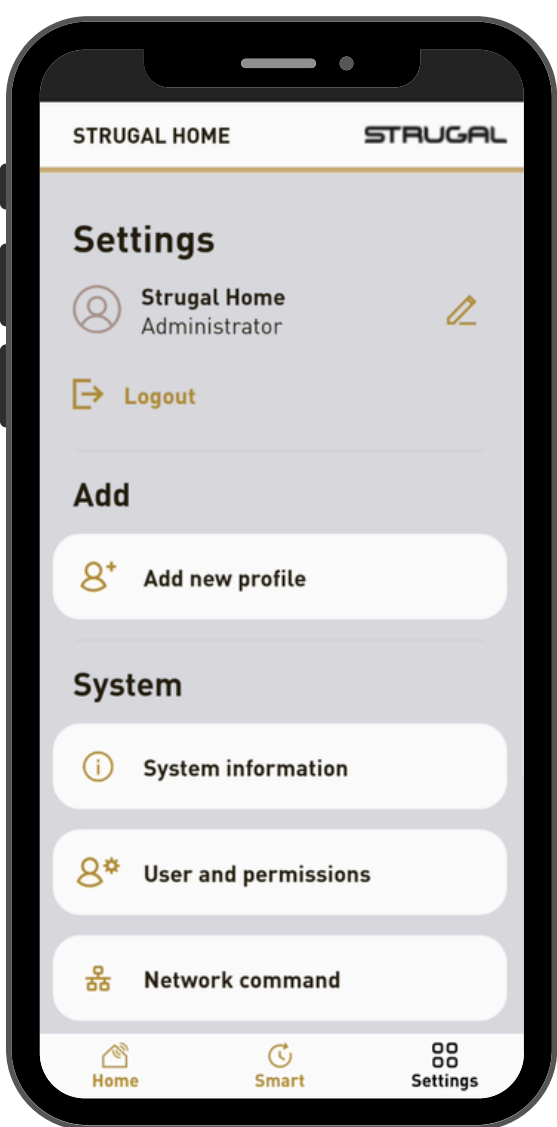 STRUGAL HOME
STRUGAL
Settings
Strugal Home
Administrator
Logout
Add
Add new profile
System
System information
User and permissions
Network command
Home
Smart
Settings